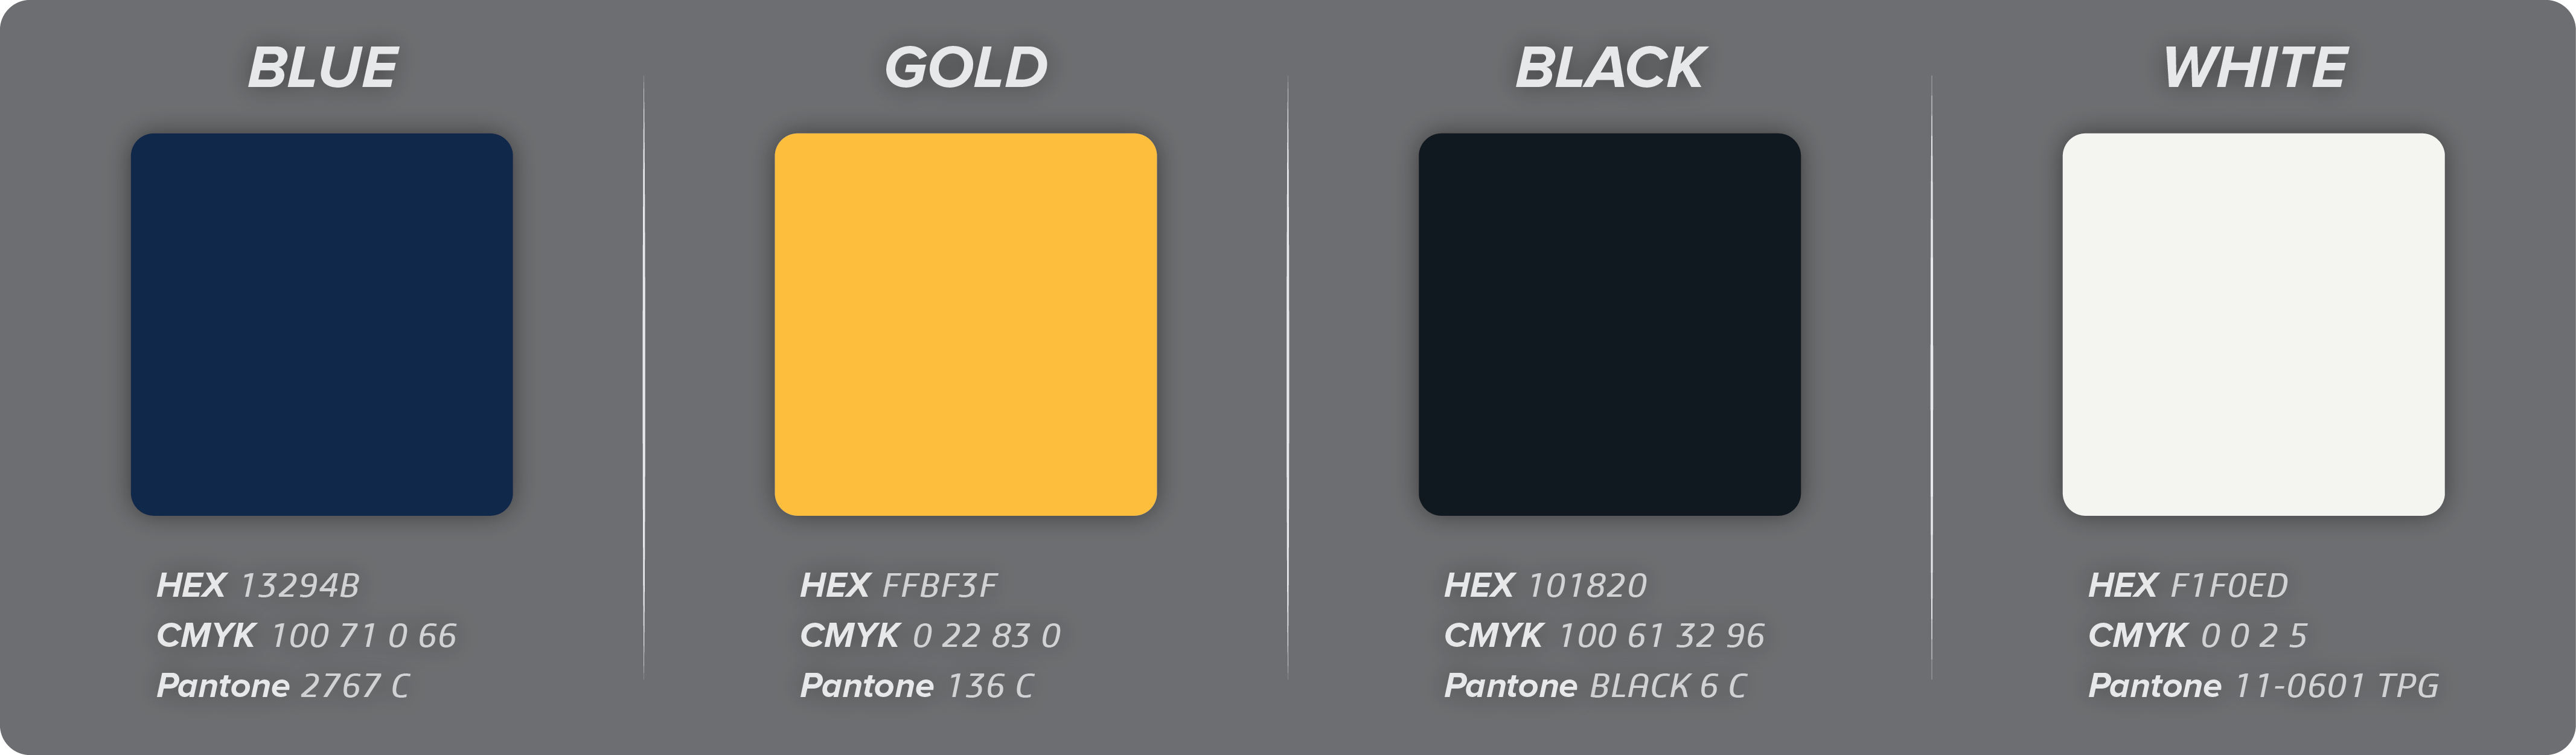 BLUE
HEX 13294B
CMYK 100 71 0 66
Pantone 2767 C
GOLD
HEX FFBF3F
CMYK 0 22 83 0
Pantone 136 C
BLACK
HEX 101820
CMYK 100 61 32 96
Pantone BLACK 6 C
WHITE
HEX F1F0ED
CMYK 0 0 2 5
Pantone 11-0601 TPG